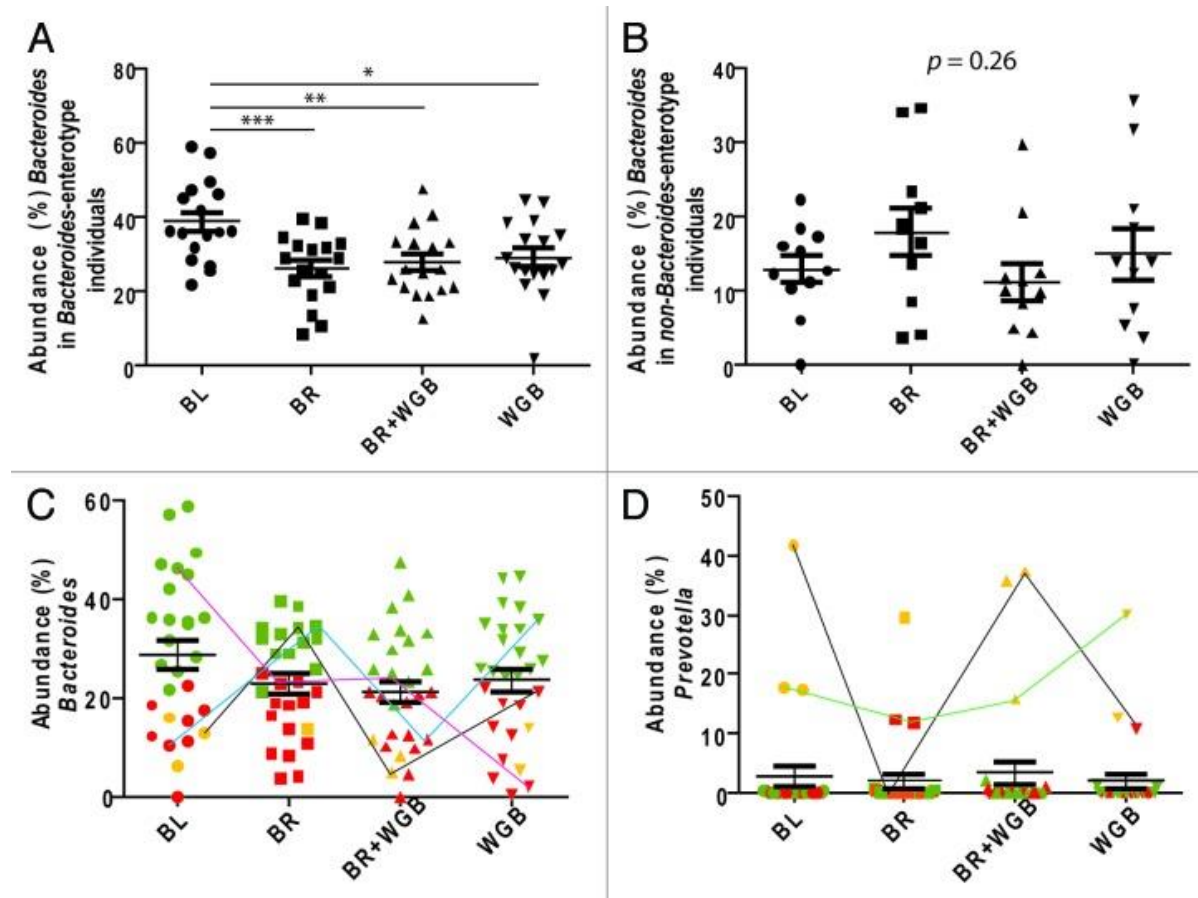 A
Abundance (%) Bacteroides
in Bacteroides-enterotype
individuals
80
60
40
20
0
*
**
***
BL
BR
BR+WGB
WGB
B
Abundance (%) Bacteroides
in non-Bacteroides-enterotype
individuals
40
30
20
10
0
p = 0.26
BL
BR
BR+WGB
WGB
C
Abundance (%)
Bacteroides
60
40
20
0
BL
BR
BR+WGB
WGB
D
Abundance (%)
Prevotella
50
40
30
20
10
0
BL
BR
BR+WGB
WGB